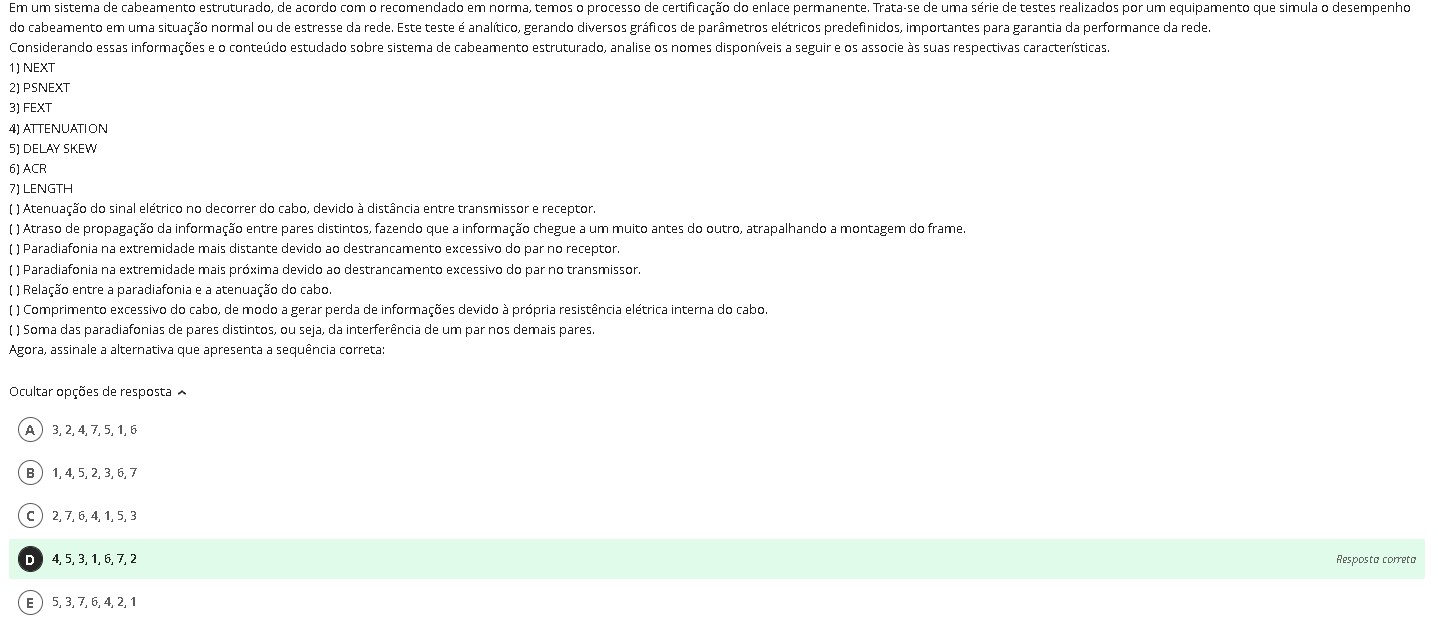 Em um sistema de cabeamento estruturado, de acordo com o recomendado em norma, temos o processo de certificação do enlace permanente. Trata-se de uma série de testes realizados por um equipamento que simula o desempenho
do cabeamento em uma situação normal ou de estresse da rede. Este teste é analítico, gerando diversos gráficos de parâmetros elétricos predefinidos, importantes para garantia da performance da rede.
Considerando essas informações e o conteúdo estudado sobre sistema de cabeamento estruturado, analise os nomes disponíveis a seguir e os associe às suas respectivas características.
1) NEXT
2) PSNEXT
3) FEXT
4) ATTENUATION
5) DELAY SKEW
6) ACR
7) LENGTH
( ) Atenuação do sinal elétrico no decorrer do cabo, devido à distância entre transmissor e receptor.
( ) Atraso de propagação da informação entre pares distintos, fazendo que a informação chegue a um muito antes do outro, atrapalhando a montagem do frame.
( ) Paradiafonia na extremidade mais distante devido ao destrancamento excessivo do par no receptor.
( ) Paradiafonia na extremidade mais próxima devido ao destrancamento excessivo do par no transmissor.
( ) Relação entre a paradiafonia e a atenuação do cabo.
( ) Comprimento excessivo do cabo, de modo a gerar perda de informações devido à própria resistência elétrica interna do cabo.
( ) Soma das paradiafonias de pares distintos, ou seja, da interferência de um par nos demais pares.
Agora, assinale a alternativa que apresenta a sequência correta:
Ocultar opções de resposta
A 3, 2, 4, 7, 5, 1, 6
B 1, 4, 5, 2, 3, 6, 7
C 2, 7, 6, 4, 1, 5, 3
D 4, 5, 3, 1, 6, 7, 2 Resposta correta
E 5, 3, 7, 6, 4, 2, 1